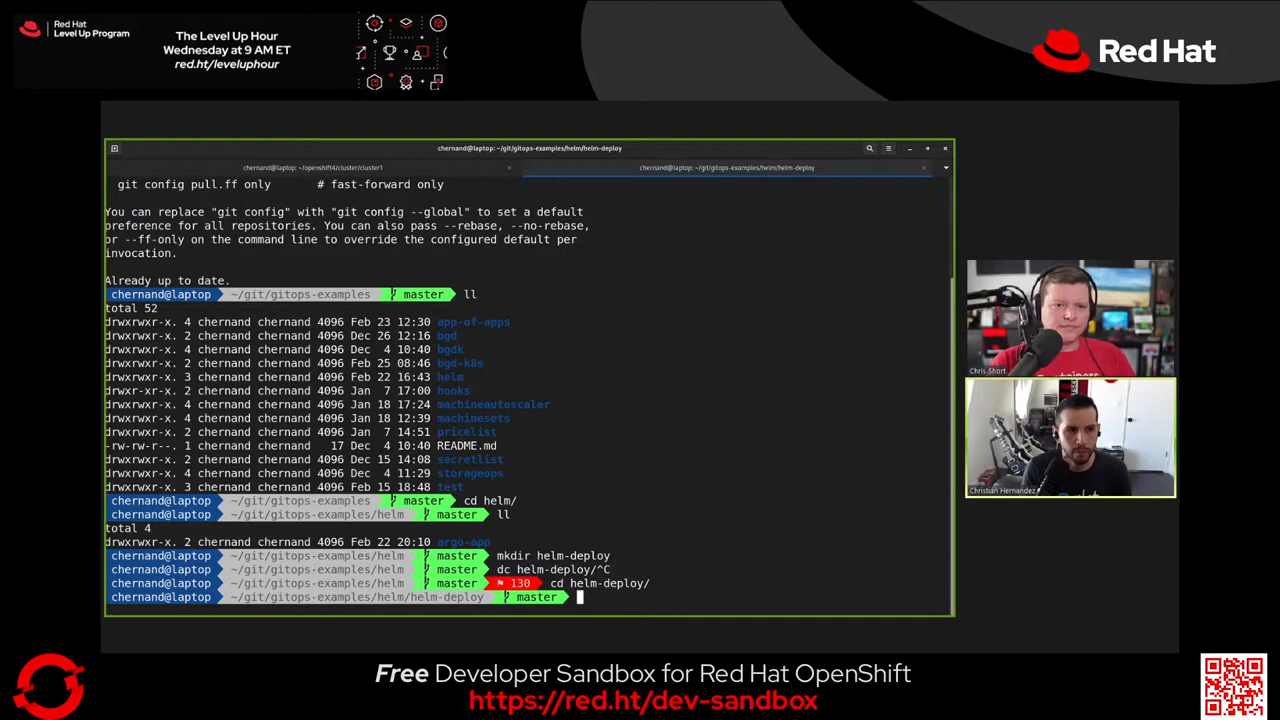 Red Hat
Level Up Program
The Level Up Hour
Wednesday at 9 AM ET
red.ht/leveluphour
Red Hat
chernand@laptop:~/git/gitops-examples/helm/helm-deploy
chernand@laptop: ~/openshift4/cluster/cluster1
chernand@laptop: ~/git/gitops-examples/helm/helm-deploy
git config pull.ff only # fast-forward only
You can replace "git config" with "git config --global" to set a default
preference for all repositories. You can also pass --rebase, --no-rebase,
or --ff-only on the command line to override the configured default per
invocation.
Already up to date.
chernand@laptop ~/git/gitops-examples master ll
total 52
drwxrwxr-x. 4 chernand chernand 4096 Feb 23 12:30 app-of-apps
drwxrwxr-x. 2 chernand chernand 4096 Dec 26 12:16 bgd
drwxrwxr-x. 4 chernand chernand 4096 Dec 4 10:40 bgdk
drwxrwxr-x. 2 chernand chernand 4096 Feb 25 08:46 bgd-k8s
drwxrwxr-x. 3 chernand chernand 4096 Feb 22 16:43 helm
drwxrwxr-x. 2 chernand chernand 4096 Jan 7 17:00 hooks
drwxrwxr-x. 4 chernand chernand 4096 Jan 18 17:24 machineautoscaler
drwxrwxr-x. 4 chernand chernand 4096 Jan 18 12:39 machinesets
drwxrwxr-x. 2 chernand chernand 4096 Jan 7 14:51 pricelist
-rw-rw-r--. 1 chernand chernand 17 Dec 4 10:40 README.md
drwxrwxr-x. 2 chernand chernand 4096 Dec 15 14:08 secretlist
drwxrwxr-x. 4 chernand chernand 4096 Dec 4 11:29 storageops
drwxrwxr-x. 3 chernand chernand 4096 Feb 15 18:48 test
chernand@laptop ~/git/gitops-examples master cd helm/
chernand@laptop ~/git/gitops-examples/helm master ll
total 4
drwxrwxr-x. 2 chernand chernand 4096 Feb 22 20:10 argo-app
chernand@laptop ~/git/gitops-examples/helm master mkdir helm-deploy
chernand@laptop ~/git/gitops-examples/helm master dc helm-deploy/^C
chernand@laptop ~/git/gitops-examples/helm master 130 cd helm-deploy/
chernand@laptop ~/git/gitops-examples/helm/helm-deploy master
Chris Short
Christian Hernandez
Free Developer Sandbox for Red Hat OpenShift
https://red.ht/dev-sandbox